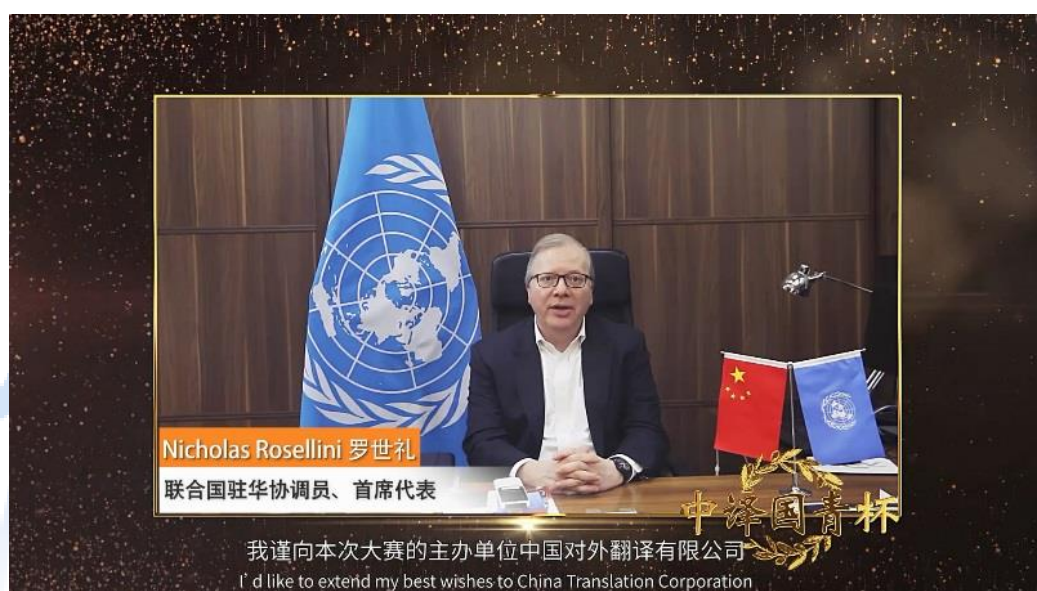 Nicholas Rosellini 罗世礼
联合国驻华协调员、首席代表
中译国青杯
我谨向本次大赛的主办单位中国对外翻译有限公司
I'd like to extend my best wishes to China Translation Corporation